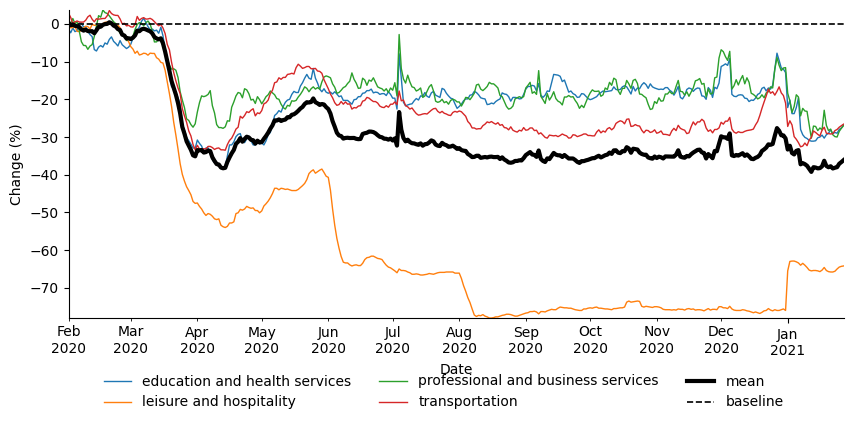 0
−10
−20
−30
−40
−50
−60
−70
Change (%)
Feb Mar Apr May Jun Jul Aug Sep Oct Nov Dec Jan
2020 2020 2020 2020 2020 2020 2020 2020 2020 2020 2020 2021
Date
education and health services professional and business services mean
leisure and hospitality transportation baseline